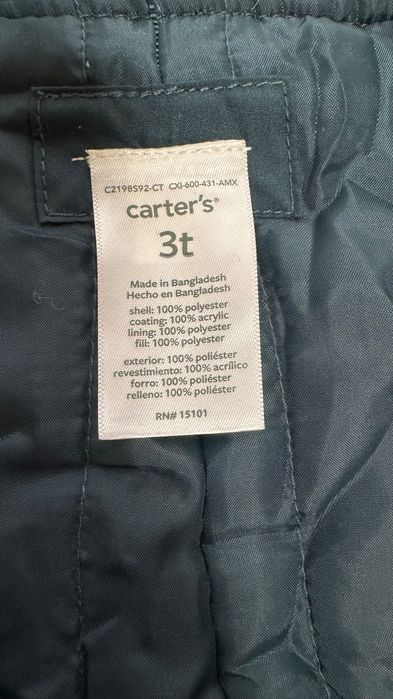 C2198S92-CT CXI-600-431-AMX
carter's®
3t
Made in Bangladesh
Hecho en Bangladesh
shell: 100% polyester
coating: 100% acrylic
lining: 100% polyester
fill: 100% polyester
exterior: 100% poliéster
revestimiento: 100% acrílico
forro: 100% poliéster
relleno: 100% poliéster
RN# 15101